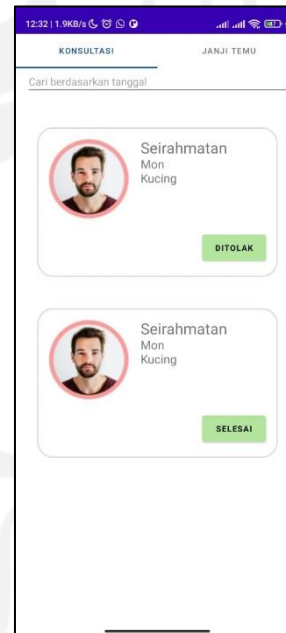 12:32 | 1.9KB/s
KONSULTASI
JANJI TEMU
Cari berdasarkan tanggal
Seirahmatan
Mon
Kucing
DITOLAK
Seirahmatan
Mon
Kucing
SELESAI